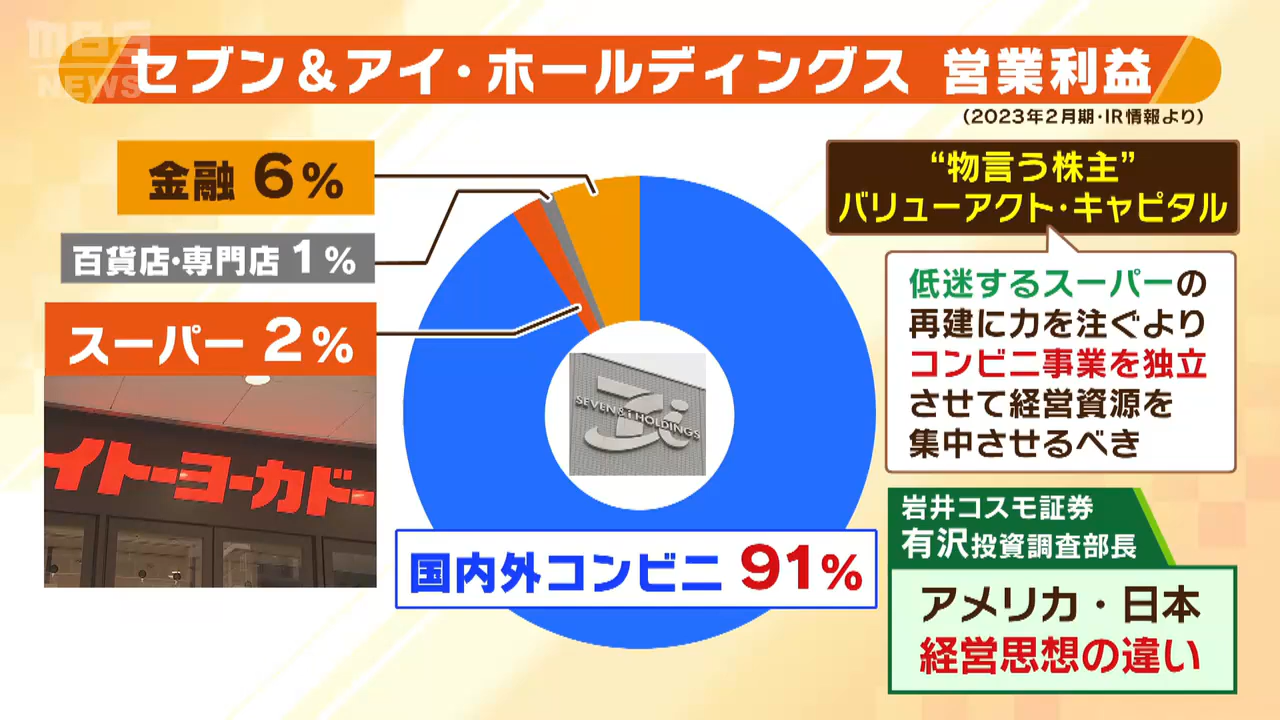 MBS
NEWS
セブン&アイ・ホールディングス 営業利益
(2023年2月期・IR情報より)
金融 6%
百貨店・専門店 1%
スーパー 2%
イトーヨーカドー
SEVEN & i HOLDINGS
国内外コンビニ 91%
“物言う株主”
バリューアクト・キャピタル
低迷するスーパーの
再建に力を注ぐより
コンビニ事業を独立
させて経営資源を
集中させるべき
岩井コスモ証券
有沢投資調査部長
アメリカ・日本
経営思想の違い